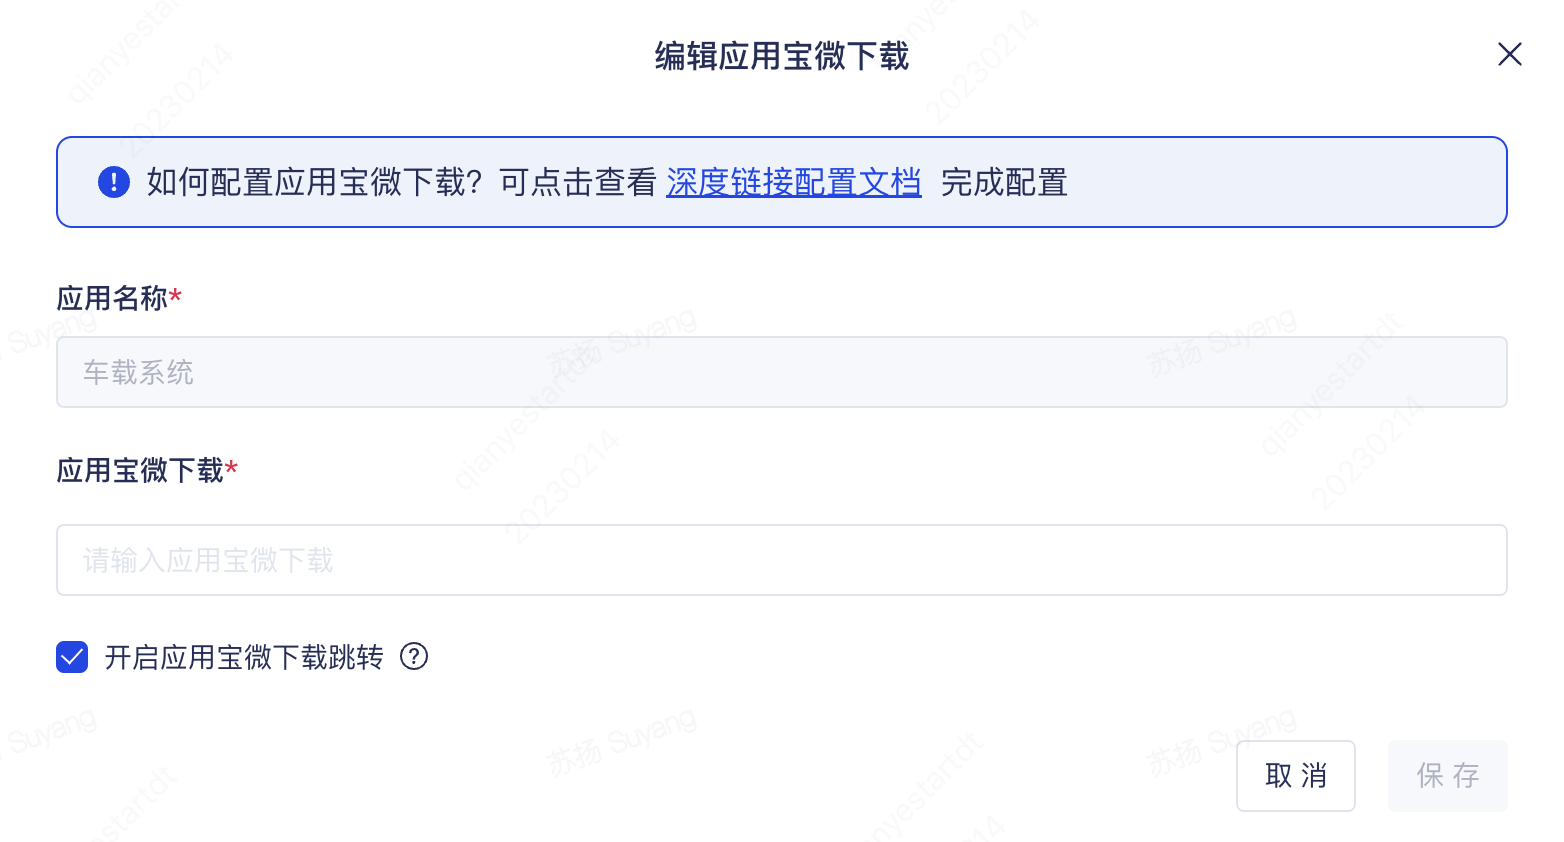 编辑应用宝微下载
如何配置应用宝微下载？可点击查看 深度链接配置文档 完成配置
应用名称*
车载系统
应用宝微下载*
请输入应用宝微下载
开启应用宝微下载跳转
取 消
保 存
qianyestartdt
20230214
苏扬 Suyang